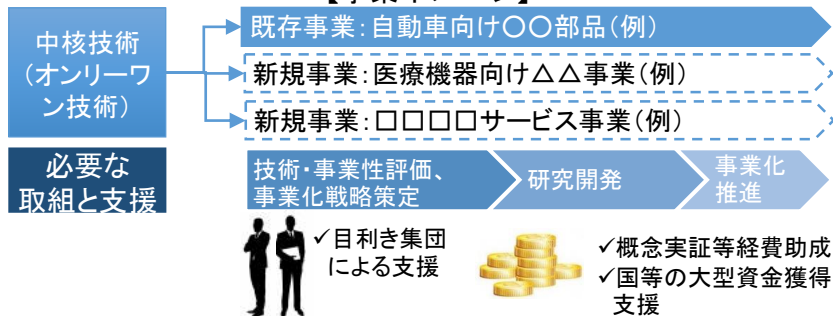 中核技術
(オンリーワ
ン技術)
既存事業:自動車向け〇〇部品(例)
新規事業:医療機器向け△△事業(例)
新規事業:□□□□サービス事業(例)
必要な
取組と支援
技術・事業性評価、
事業化戦略策定
研究開発
事業化
推進
✓目利き集団
による支援
✓概念実証等経費助成
✓国等の大型資金獲得
支援